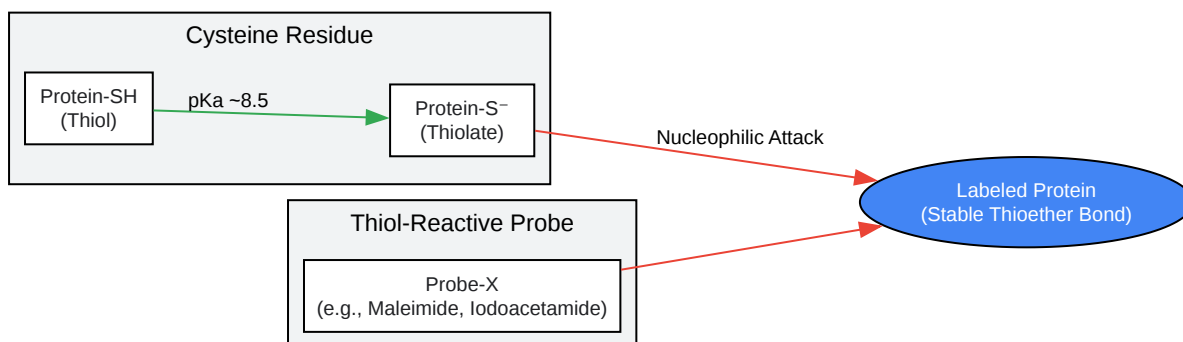 Cysteine Residue
Protein-SH
(Thiol)
pKa ~8.5
Protein-S⁻
(Thiolate)
Nucleophilic Attack
Labeled Protein
(Stable Thioether Bond)
Thiol-Reactive Probe
Probe-X
(e.g., Maleimide, Iodoacetamide)